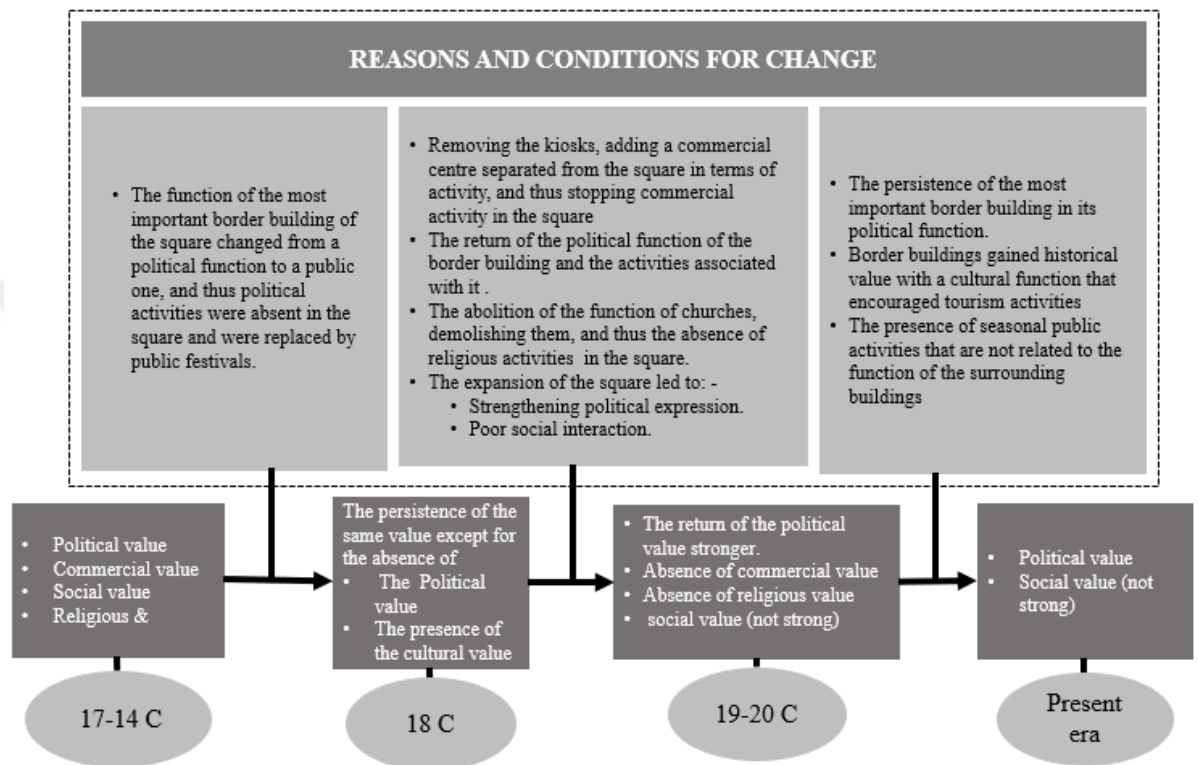 REASONS AND CONDITIONS FOR CHANGE
• The function of the most
important border building of
the square changed from a
political function to a public
one, and thus political
activities were absent in the
square and were replaced by
public festivals.
• Removing the kiosks, adding a commercial
centre separated from the square in terms of
activity, and thus stopping commercial
activity in the square
• The return of the political function of the
border building and the activities associated
with it .
• The abolition of the function of churches,
demolishing them, and thus the absence of
religious activities in the square.
• The expansion of the square led to: -
• Strengthening political expression.
• Poor social interaction.
• The persistence of the most
important border building in its
political function.
• Border buildings gained historical
value with a cultural function that
encouraged tourism activities
• The presence of seasonal public
activities that are not related to the
function of the surrounding
buildings
• Political value
• Commercial value
• Social value
• Religious &
The persistence of the
same value except for
the absence of
• The Political
value
• The presence of
the cultural value
• The return of the political
value stronger.
• Absence of commercial value
• Absence of religious value
• social value (not strong)
• Political value
• Social value (not
strong)
17-14 C
18 C
19-20 C
Present
era